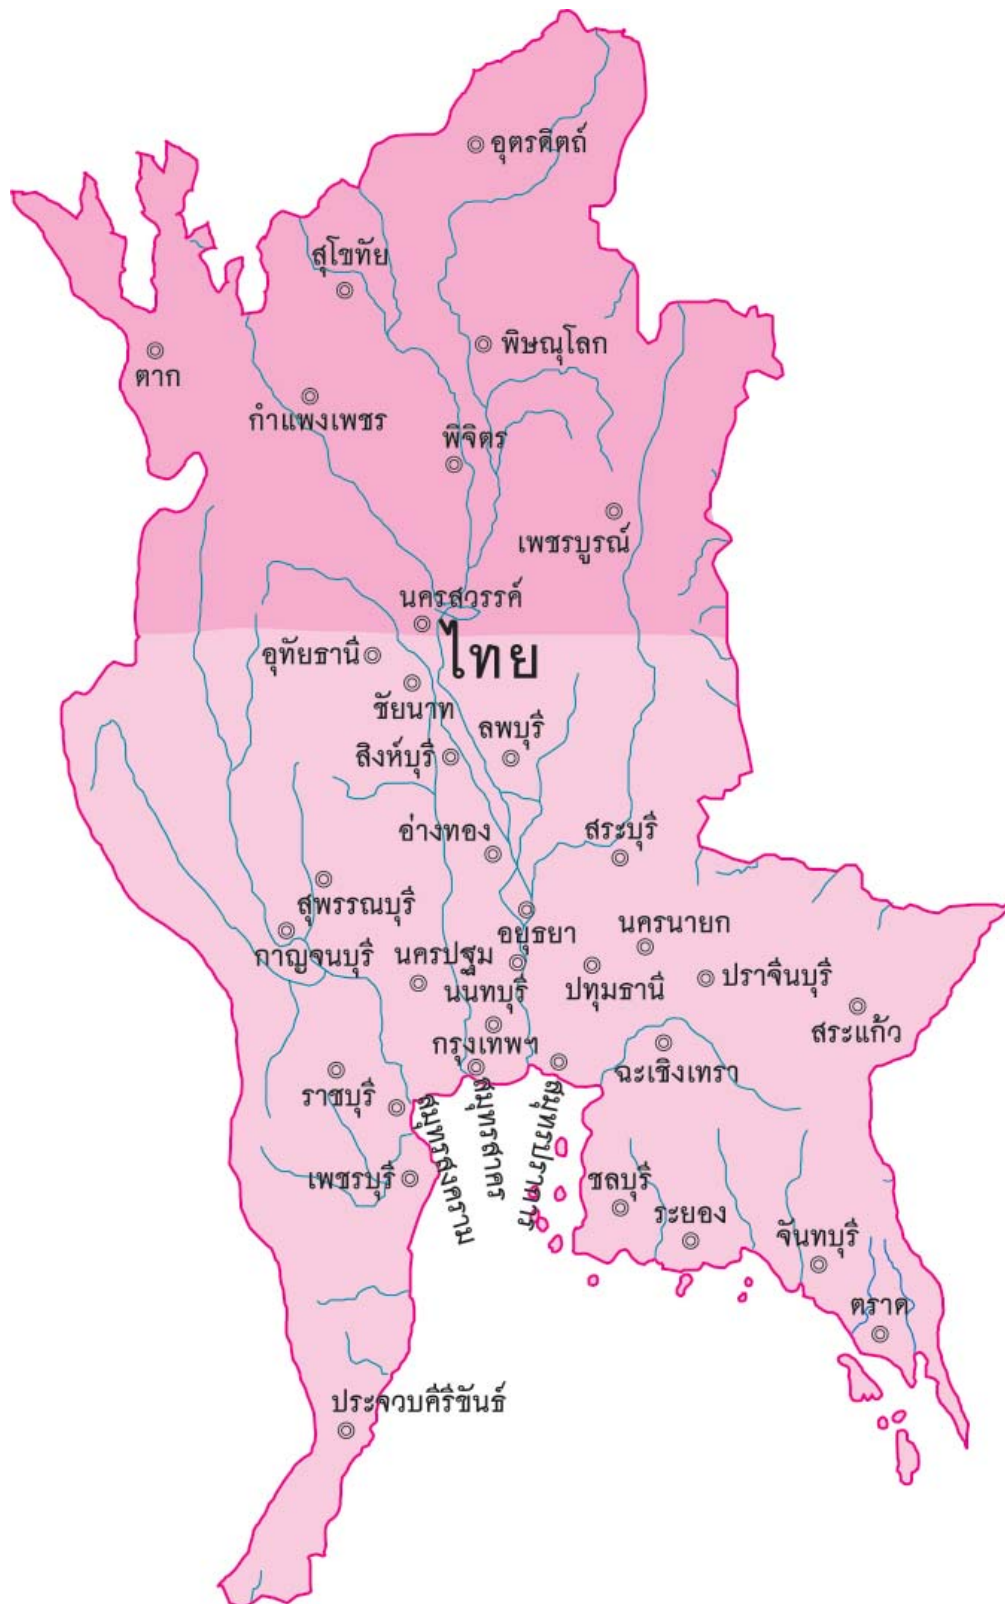 อุตรดิตถ์
สุโขทัย
พิษณุโลก
ตาก
กำแพงเพชร
พิจิตร
เพชรบูรณ์
นครสวรรค์
ไทย
อุทัยธานี
ชัยนาท
ลพบุรี
สิงห์บุรี
อ่างทอง
สระบุรี
สุพรรณบุรี
อยุธยา
นครนายก
กาญจนบุรี
นครปฐม
นนทบุรี
ปทุมธานี
ปราจีนบุรี
สระแก้ว
กรุงเทพฯ
ฉะเชิงเทรา
ราชบุรี
สมุทรสงคราม
สมุทรสาคร
สมุทรปราการ
เพชรบุรี
ชลบุรี
ระยอง
จันทบุรี
ตราด
ประจวบคีรีขันธ์